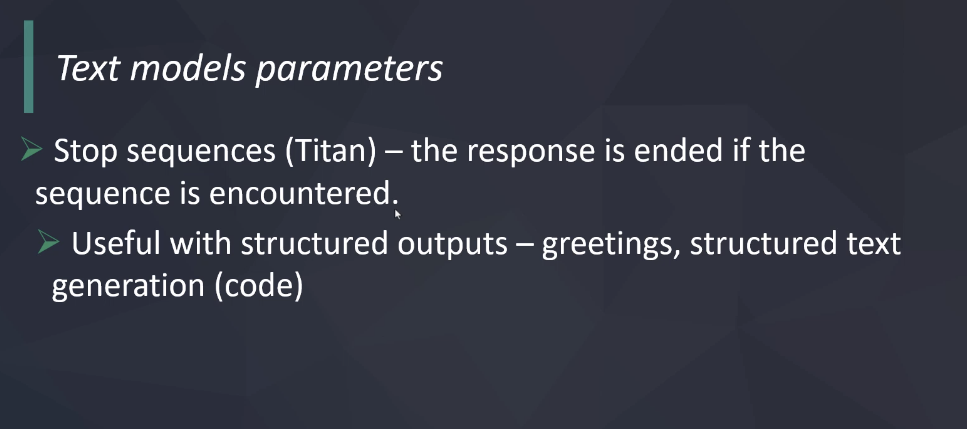 Text models parameters
Stop sequences (Titan) – the response is ended if the
sequence is encountered.
Useful with structured outputs – greetings, structured text
generation (code)